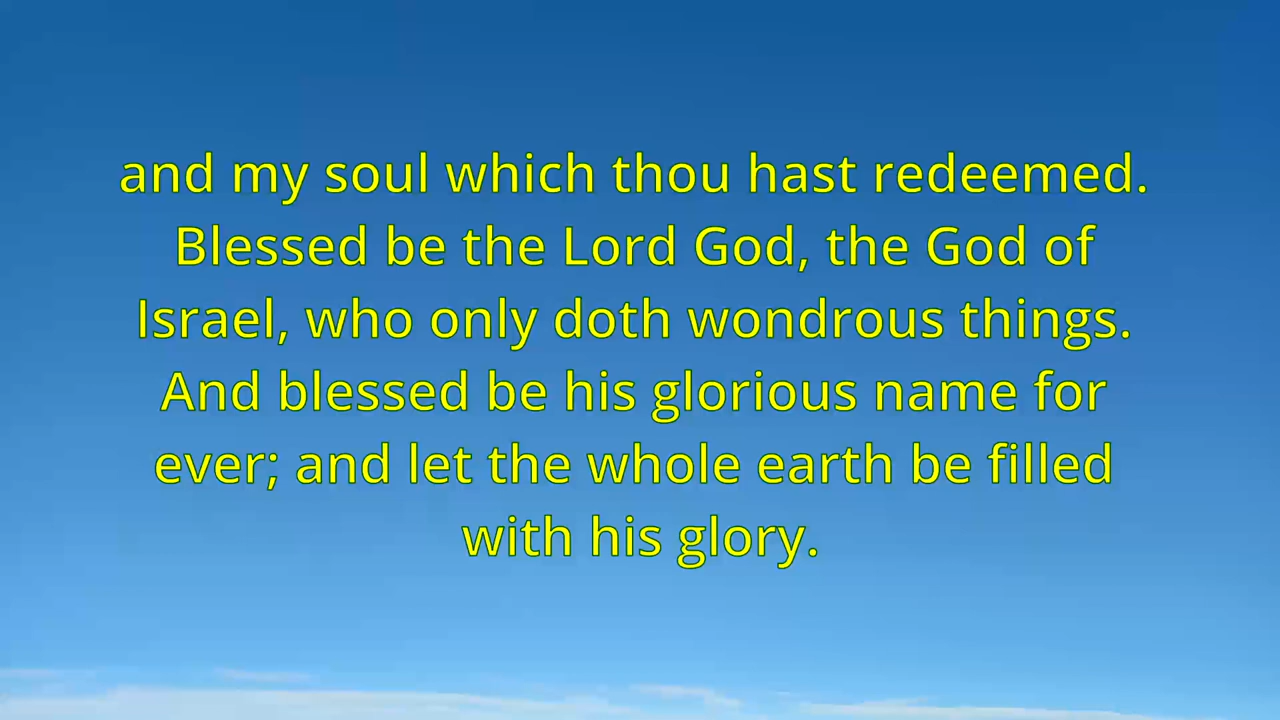 and my soul which thou hast redeemed.
Blessed be the Lord God, the God of
Israel, who only doth wondrous things.
And blessed be his glorious name for
ever; and let the whole earth be filled
with his glory.